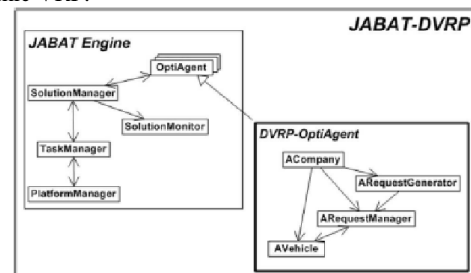 JABAT-DVRP
JABAT Engine
OptiAgent
SolutionManager
SolutionMonitor
TaskManager
PlatformManager
DVRP-OptiAgent
ACompany
ARequestGenerator
ARequestManager
AVehicle